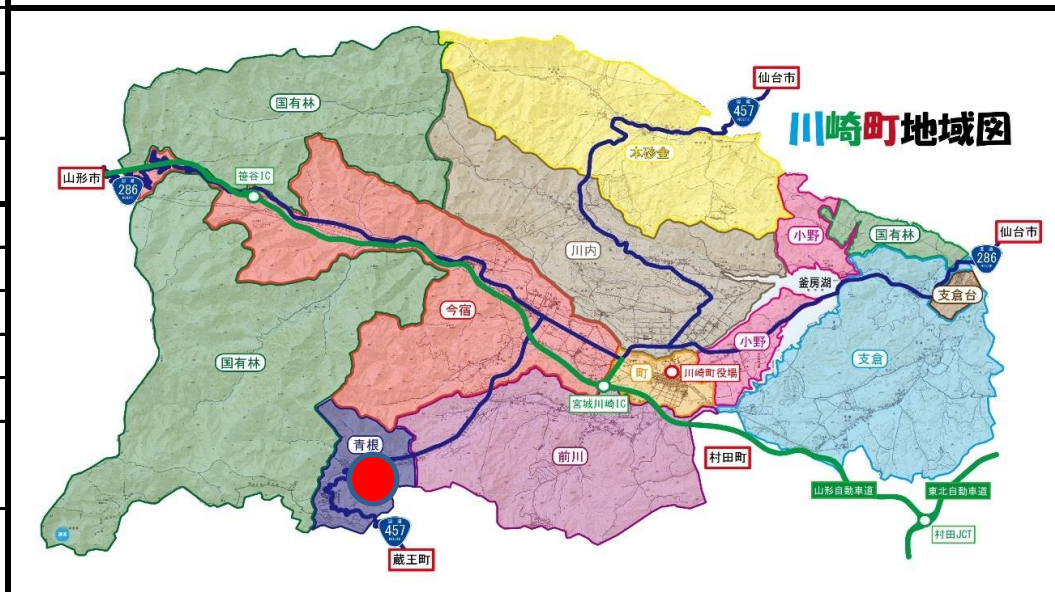 仙台市
国道
457
ROUTE
川崎町地域図
国有林
本砂金
山形市
286
笹谷IC
川内
小野
国有林
仙台市
286
釜房湖
支倉台
今宿
小野
支倉
国有林
町
川崎町役場
宮城川崎IC
青根
前川
村田町
山形自動車道
東北自動車道
457
村田JCT
蔵王町